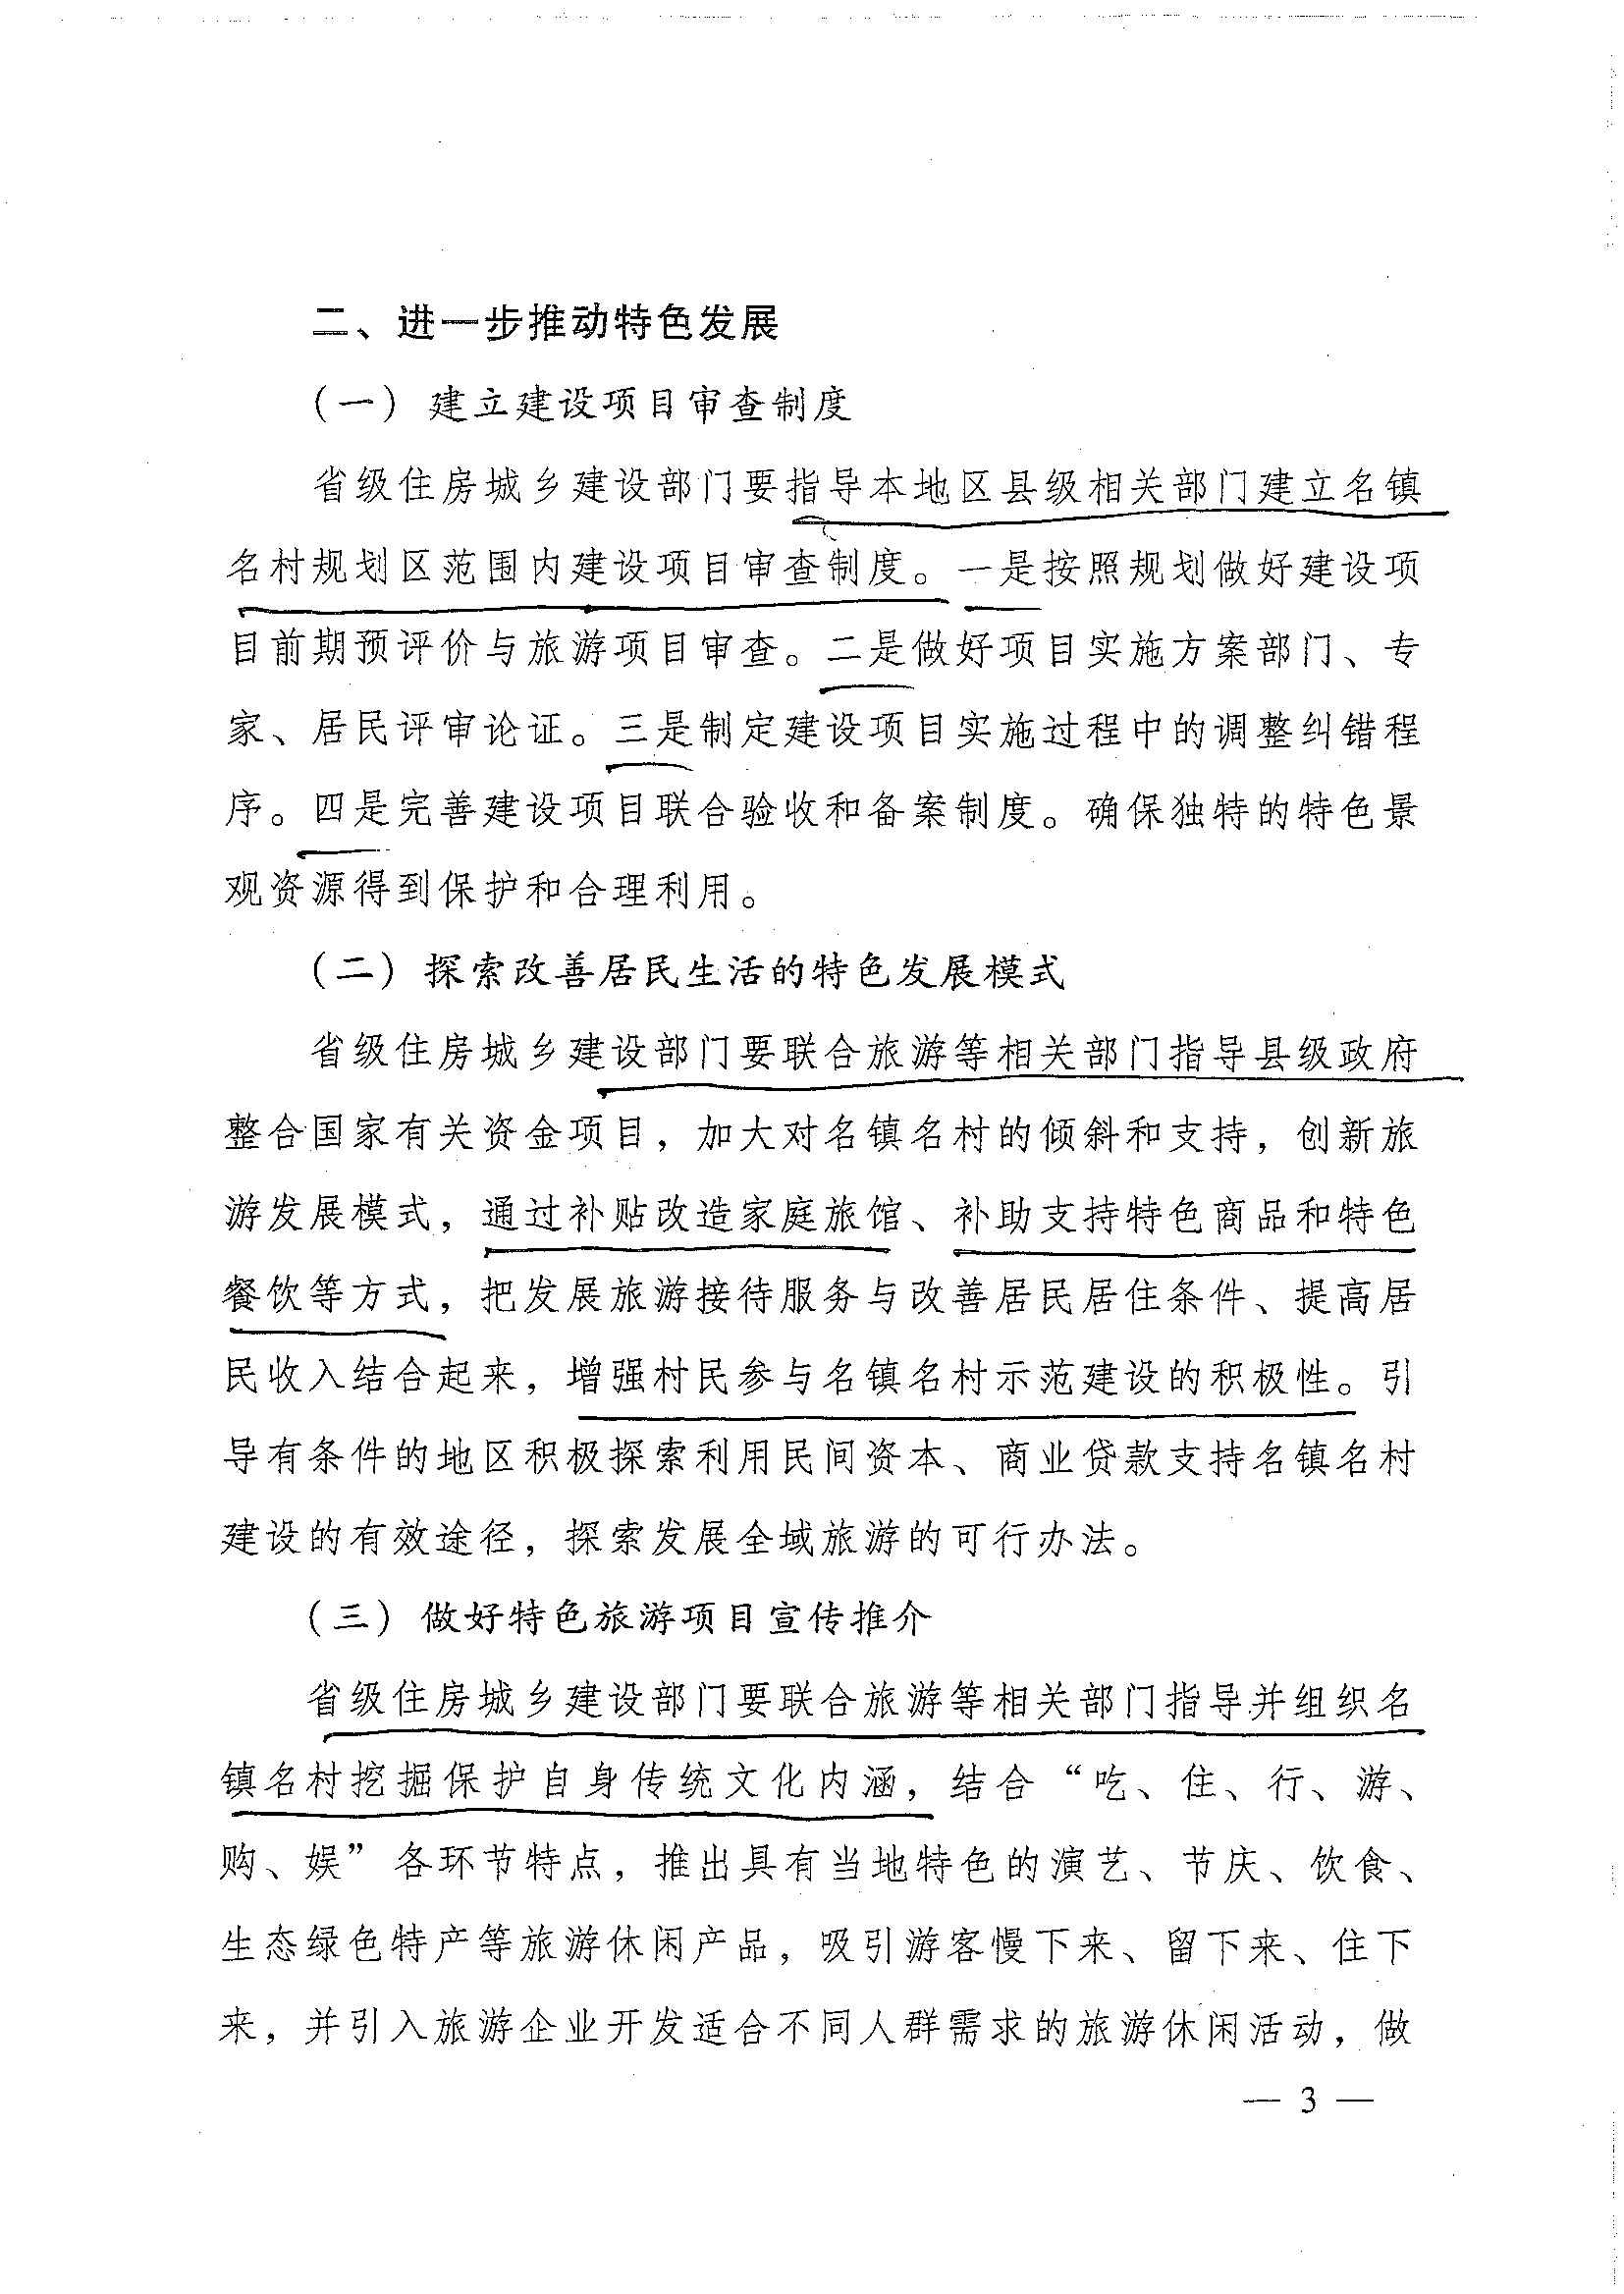 二、进一步推动特色发展
（一）建立建设项目审查制度
省级住房城乡建设部门要指导本地区县级相关部门建立名镇
名村规划区范围内建设项目审查制度。一是按照规划做好建设项
目前期预评价与旅游项目审查。二是做好项目实施方案部门、专
家、居民评审论证。三是制定建设项目实施过程中的调整纠错程
序。四是完善建设项目联合验收和备案制度。确保独特的特色景
观资源得到保护和合理利用。
（二）探索改善居民生活的特色发展模式
省级住房城乡建设部门要联合旅游等相关部门指导县级政府
整合国家有关资金项目，加大对名镇名村的倾斜和支持，创新旅
游发展模式，通过补贴改造家庭旅馆、补助支持特色商品和特色
餐饮等方式，把发展旅游接待服务与改善居民居住条件、提高居
民收入结合起来，增强村民参与名镇名村示范建设的积极性。引
导有条件的地区积极探索利用民间资本、商业贷款支持名镇名村
建设的有效途径，探索发展全域旅游的可行办法。
（三）做好特色旅游项目宣传推介
省级住房城乡建设部门要联合旅游等相关部门指导并组织名
镇名村挖掘保护自身传统文化内涵，结合“吃、住、行、游、
购、娱”各环节特点，推出具有当地特色的演艺、节庆、饮食、
生态绿色特产等旅游休闲产品，吸引游客慢下来、留下来、住下
来，并引入旅游企业开发适合不同人群需求的旅游休闲活动，做
— 3 —